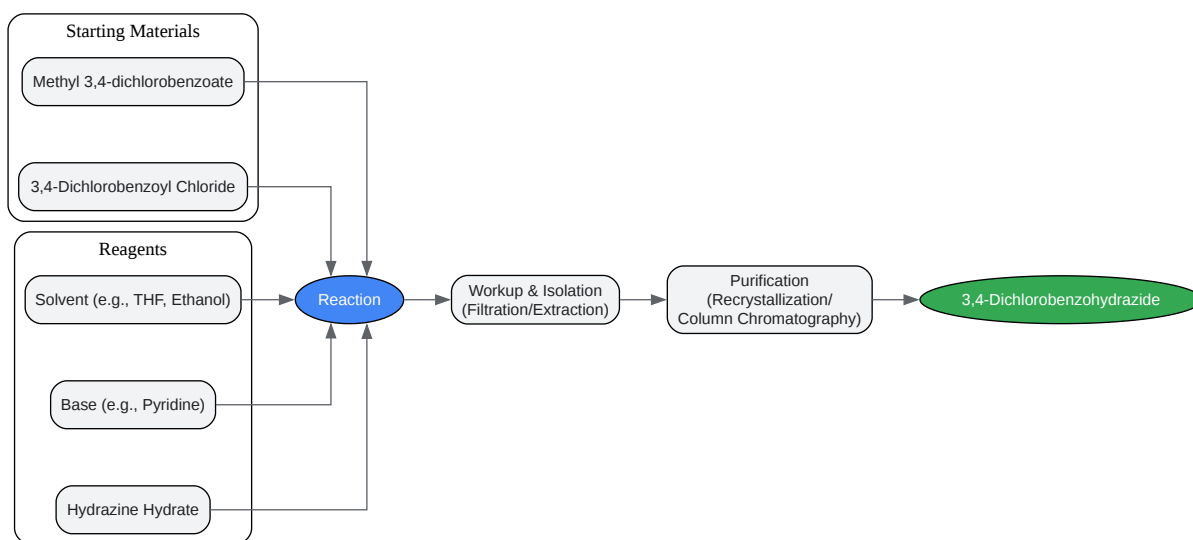 Starting Materials
Methyl 3,4-dichlorobenzoate
3,4-Dichlorobenzoyl Chloride
Reagents
Solvent (e.g., THF, Ethanol)
Base (e.g., Pyridine)
Hydrazine Hydrate
Reaction
Workup & Isolation
(Filtration/Extraction)
Purification
(Recrystallization/
Column Chromatography)
3,4-Dichlorobenzohydrazide